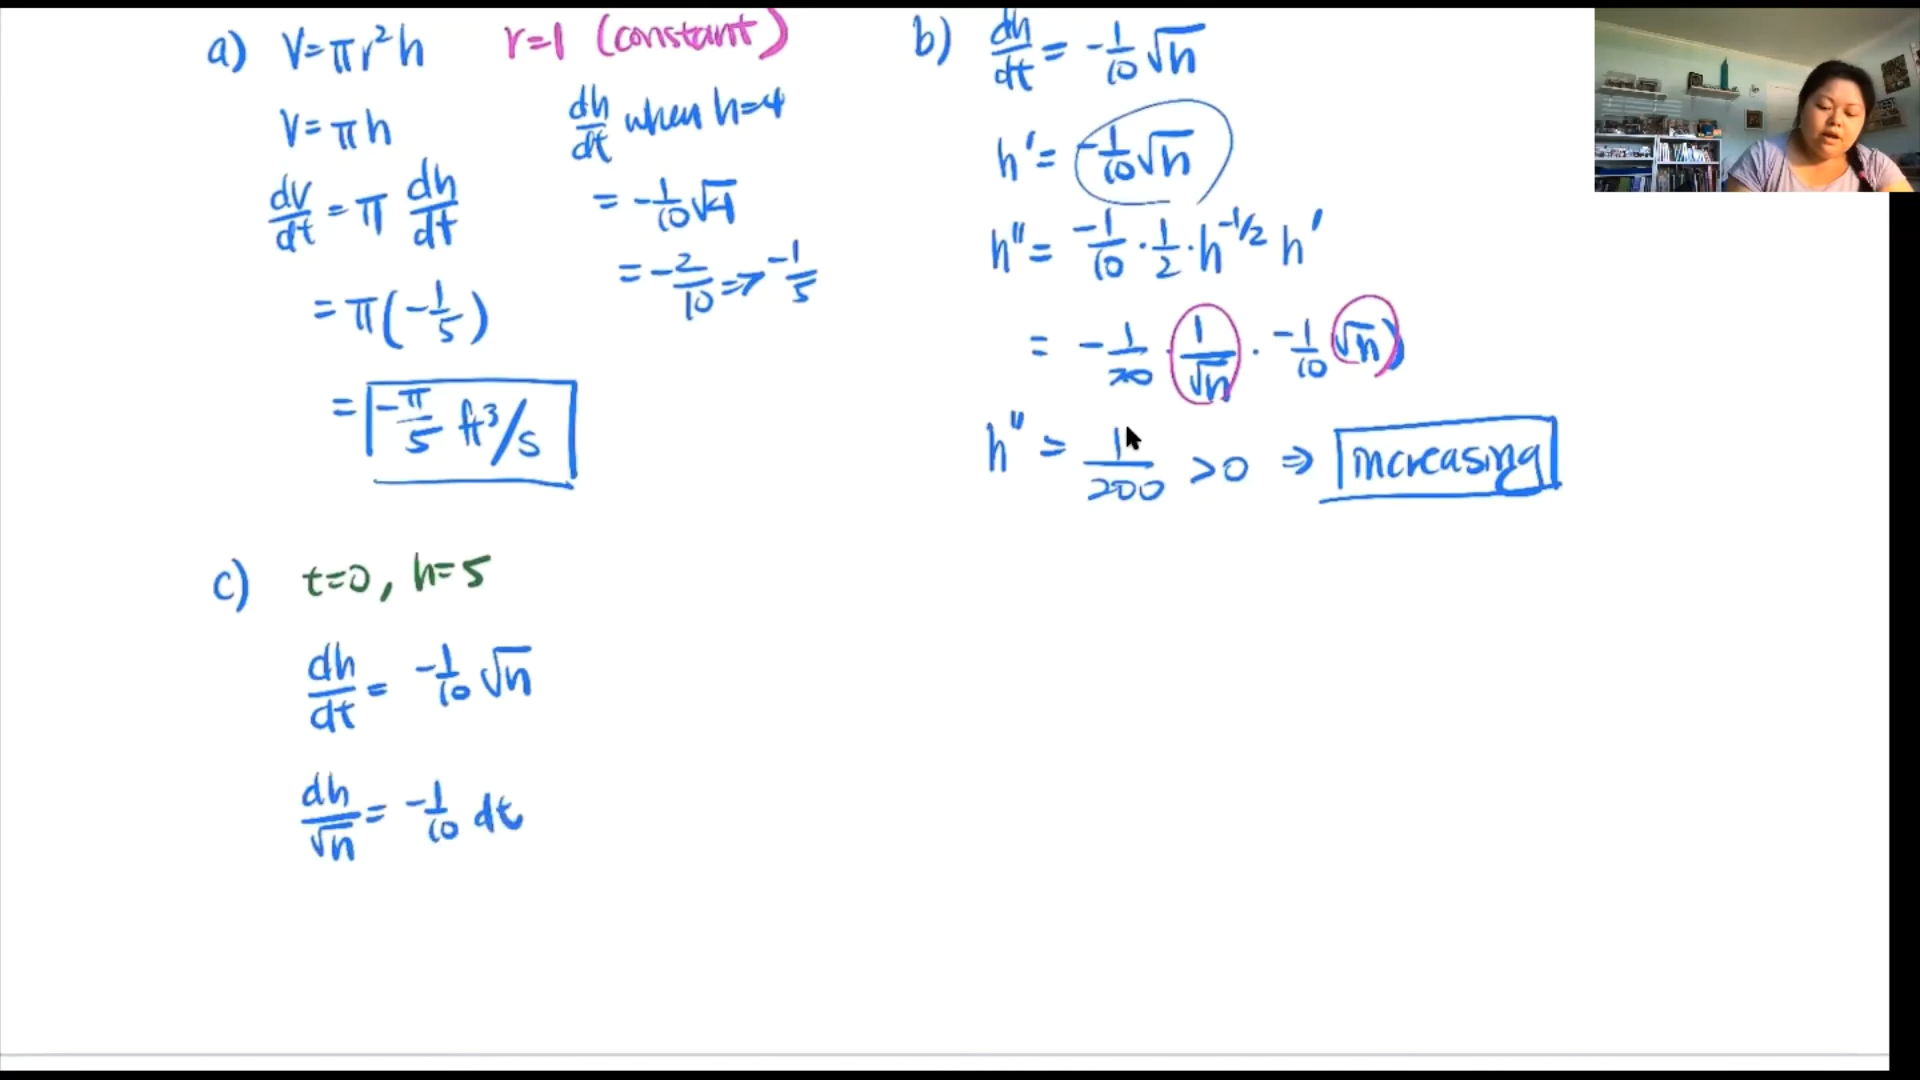 a) V=πr²h r=1 (constant)
V=πh
dh/dt when h=4
dV/dt = π dh/dt
= -1/10 √4
= -2/10 => -1/5
= π(-1/5)
= -π/5 ft³/s
b) dh/dt = -1/10 √h
h' = -1/10 √h
h" = -1/10 · 1/2 · h^-1/2 h'
= -1/20 · 1/√h · -1/10 √h)
h" = 1/200 >0 ⇒ increasing
c) t=0, h=5
dh/dt = -1/10 √h
dh/√h = -1/10 dt